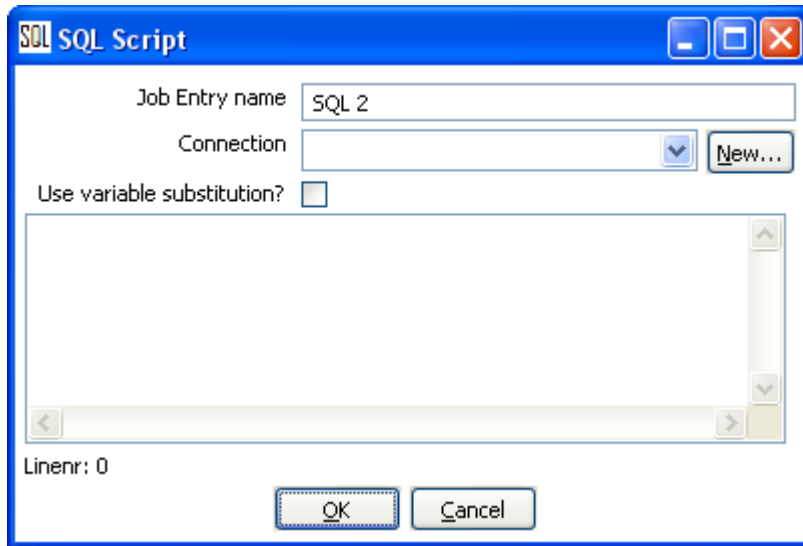 SQL SQL Script
Job Entry name SQL 2
Connection New...
Use variable substitution?
Linenr: 0
OK Cancel